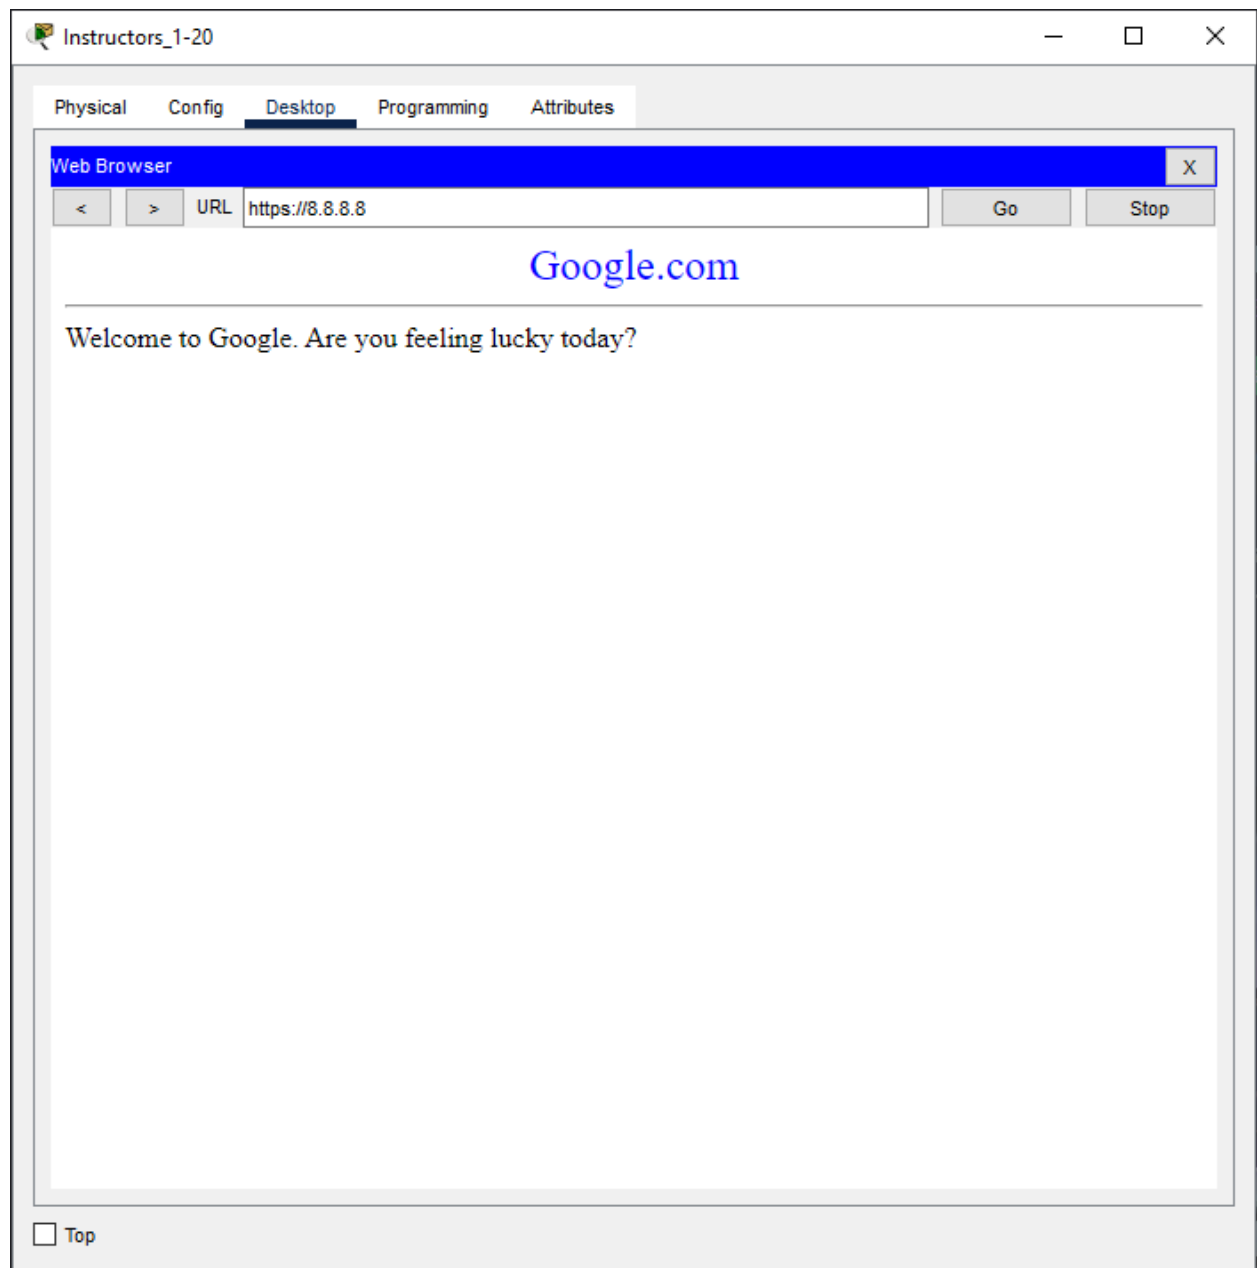 Instructors_1-20
Physical Config Desktop Programming Attributes
Web Browser X
< > URL https://8.8.8.8 Go Stop
Google.com
Welcome to Google. Are you feeling lucky today?
Top